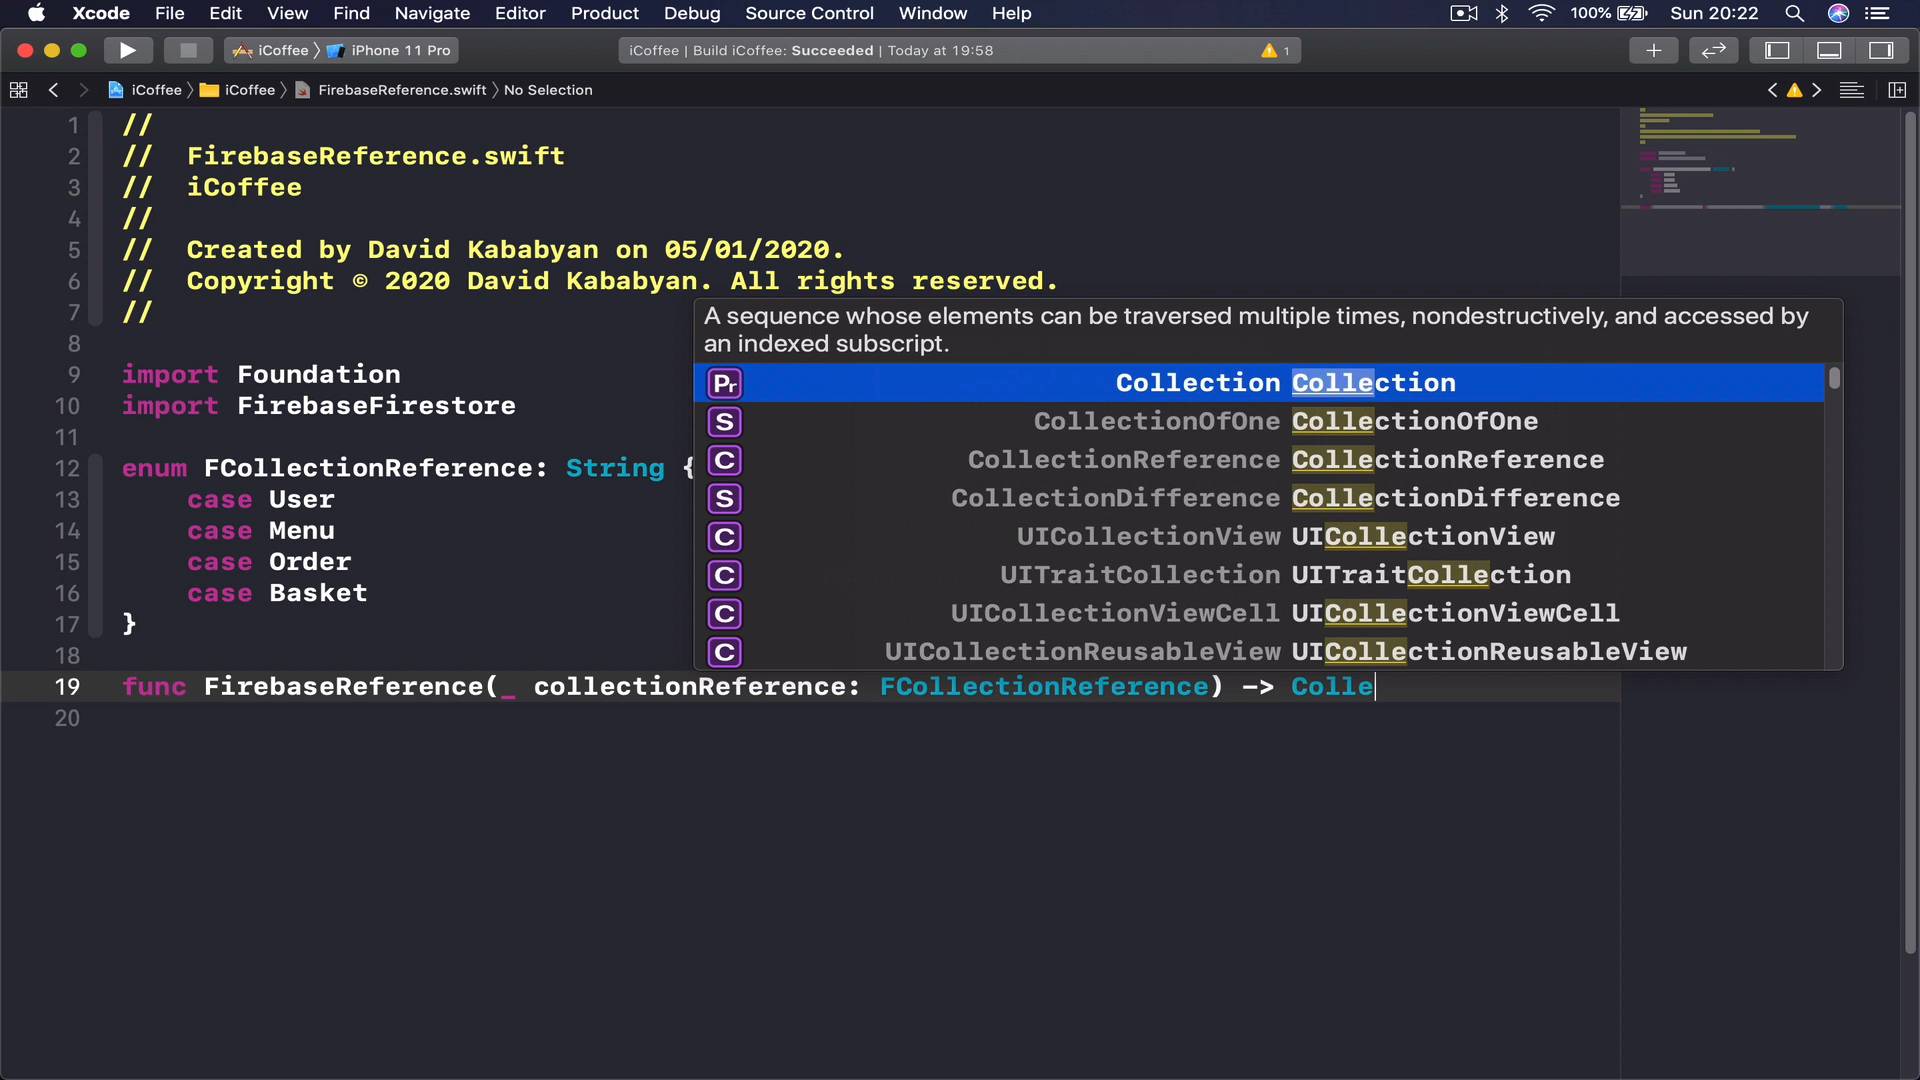 Xcode File Edit View Find Navigate Editor Product Debug Source Control Window Help 100% Sun 20:22
iCoffee iPhone 11 Pro iCoffee | Build iCoffee: Succeeded | Today at 19:58 1
iCoffee iCoffee FirebaseReference.swift No Selection
1 //
2 // FirebaseReference.swift
3 // iCoffee
4 //
5 // Created by David Kababyan on 05/01/2020.
6 // Copyright © 2020 David Kababyan. All rights reserved.
7 //
8
9 import Foundation
10 import FirebaseFirestore
11
12 enum FCollectionReference: String {
13 case User
14 case Menu
15 case Order
16 case Basket
17 }
18
19 func FirebaseReference(_ collectionReference: FCollectionReference) -> Colle
20
A sequence whose elements can be traversed multiple times, nondestructively, and accessed by
an indexed subscript.
Pr Collection Collection
S CollectionOfOne CollectionOfOne
C CollectionReference CollectionReference
S CollectionDifference CollectionDifference
C UICollectionView UICollectionView
C UITraitCollection UITraitCollection
C UICollectionViewCell UICollectionViewCell
C UICollectionReusableView UICollectionReusableView